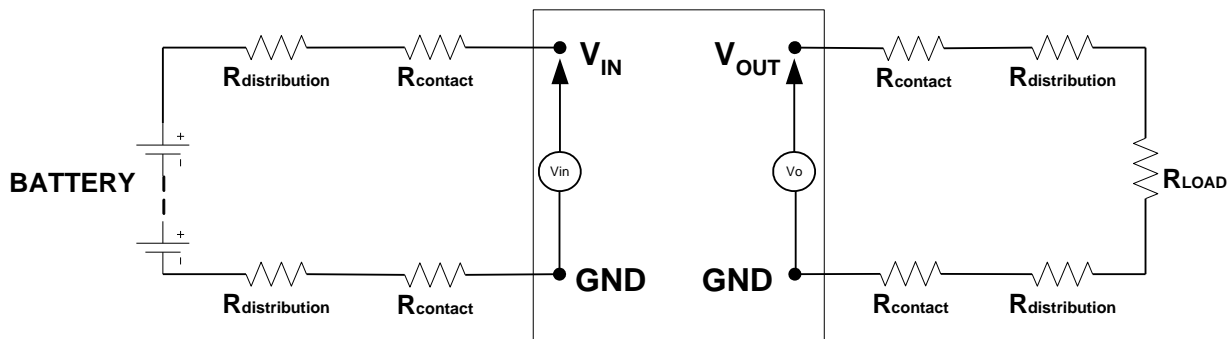 Rdistribution
Rcontact
VIN
VOUT
Rcontact
Rdistribution
+
-
BATTERY
Vin
Vo
RLOAD
+
-
Rdistribution
Rcontact
GND
GND
Rcontact
Rdistribution